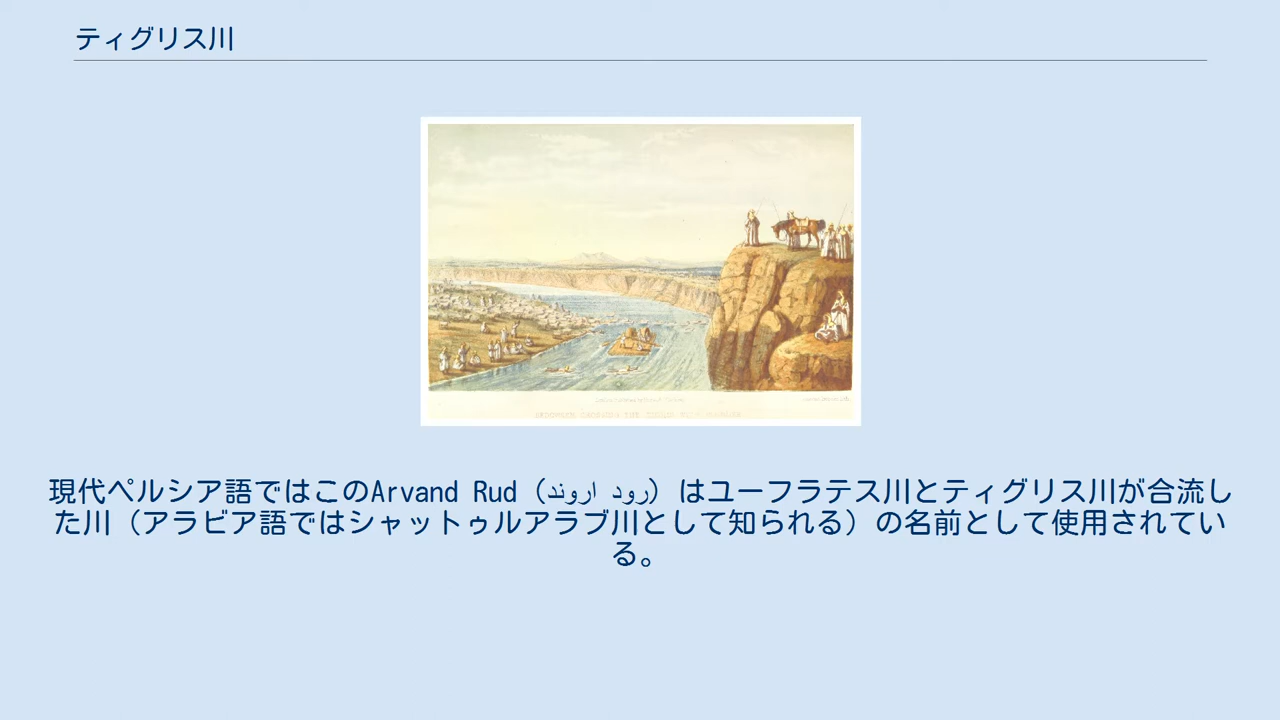 ティグリス川
現代ペルシア語ではこのArvand Rud（اروند رود）はユーフラテス川とティグリス川が合流し
た川（アラビア語ではシャットゥルアラブ川として知られる）の名前として使用されてい
る。